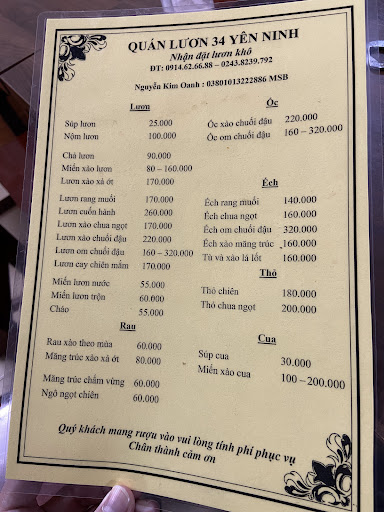 QUÁN LƯƠN 34 YÊN NINH
Nhận đặt lươn khô
ĐT: 0914.62.66.88 – 0243.8239.792
Nguyễn Kim Oanh : 03801013222886 MSB
Lươn
Súp lươn 25.000
Nộm lươn 100.000
Chả lươn 90.000
Miến xào lươn 80 – 160.000
Lươn xào xả ớt 170.000
Lươn rang muối 170.000
Lươn cuốn hành 260.000
Lươn xào chua ngọt 170.000
Lươn xào chuối đậu 220.000
Lươn om chuối đậu 160 – 320.000
Lươn cay chiên mắm 170.000
Miến lươn nước 55.000
Miến lươn trộn 60.000
Cháo 55.000
Rau
Rau xào theo mùa 60.000
Măng trúc xào xả ớt 80.000
Măng trúc chấm vừng 60.000
Ngô ngọt chiên 60.000
Ốc
Ốc xào chuối đậu 220.000
Ốc om chuối đậu 160 – 320.000
Ếch
Ếch rang muối 140.000
Ếch chua ngọt 160.000
Ếch om chuối đậu 320.000
Ếch xào măng trúc 160.000
Tù và xào lá lốt 160.000
Thỏ
Thỏ chiên 180.000
Thỏ chua ngọt 200.000
Cua
Súp cua 30.000
Miến xào cua 100 – 200.000
Quý khách mang rượu vào vui lòng tính phí phục vụ
Chân thành cảm ơn